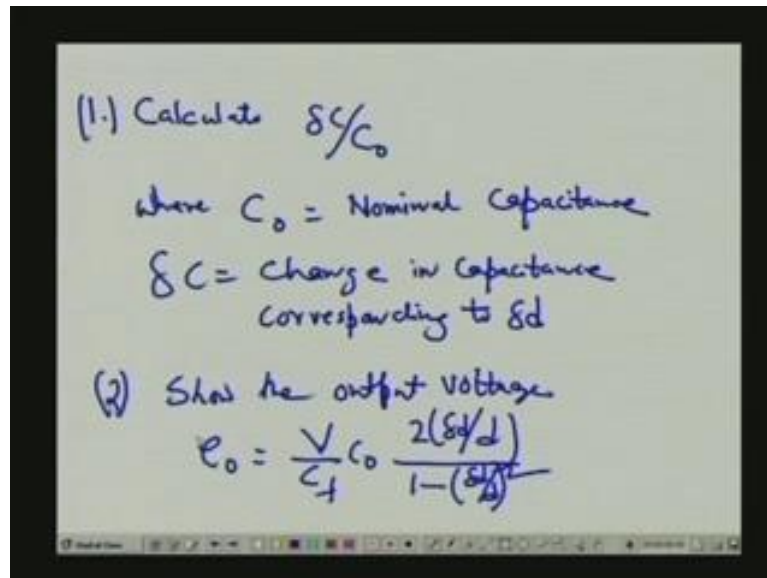 (1.) Calculate δC/C₀
where C₀ = Nominal Capacitance
δC = Change in Capacitance
corresponding to δd
(2) Show the output voltage
e₀ = V/C_f C₀ 2(δd/d)/1-(δd/d)²